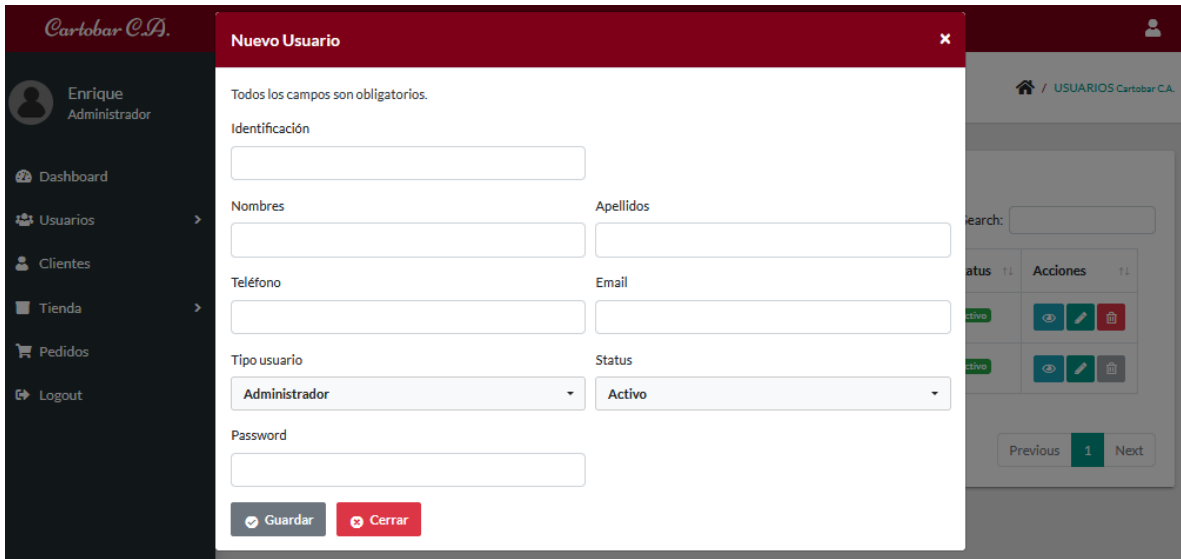 Cartobar C.A.
Nuevo Usuario
Enrique
Administrador
/ USUARIOS Cartobar C.A.
Todos los campos son obligatorios.
Identificación
Dashboard
Usuarios
Clientes
Tienda
Pedidos
Logout
Nombres Apellidos
Teléfono Email
Tipo usuario Status
Administrador Activo
Password
Guardar Cerrar
Acciones
Previous 1 Next